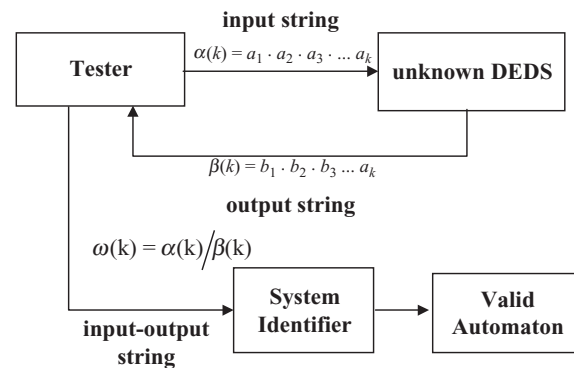 input string
Tester
α(k) = a₁ · a₂ · a₃ · ... aₖ
unknown DEDS
β(k) = b₁ · b₂ · b₃ ... aₖ
output string
ω(k) = α(k)/β(k)
input-output
string
System
Identifier
Valid
Automaton